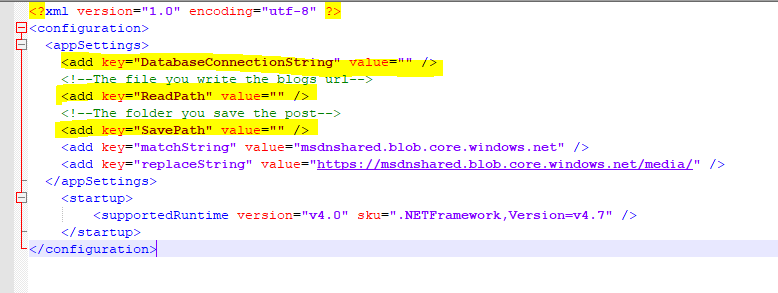 <?xml version="1.0" encoding="utf-8" ?>
<configuration>
<appSettings>
<add key="DatabaseConnectionString" value="" />
<!--The file you write the blogs url-->
<add key="ReadPath" value="" />
<!--The folder you save the post-->
<add key="SavePath" value="" />
<add key="matchString" value="msdnshared.blob.core.windows.net" />
<add key="replaceString" value="https://msdnshared.blob.core.windows.net/media/" />
</appSettings>
<startup>
<supportedRuntime version="v4.0" sku=".NETFramework,Version=v4.7" />
</startup>
</configuration>